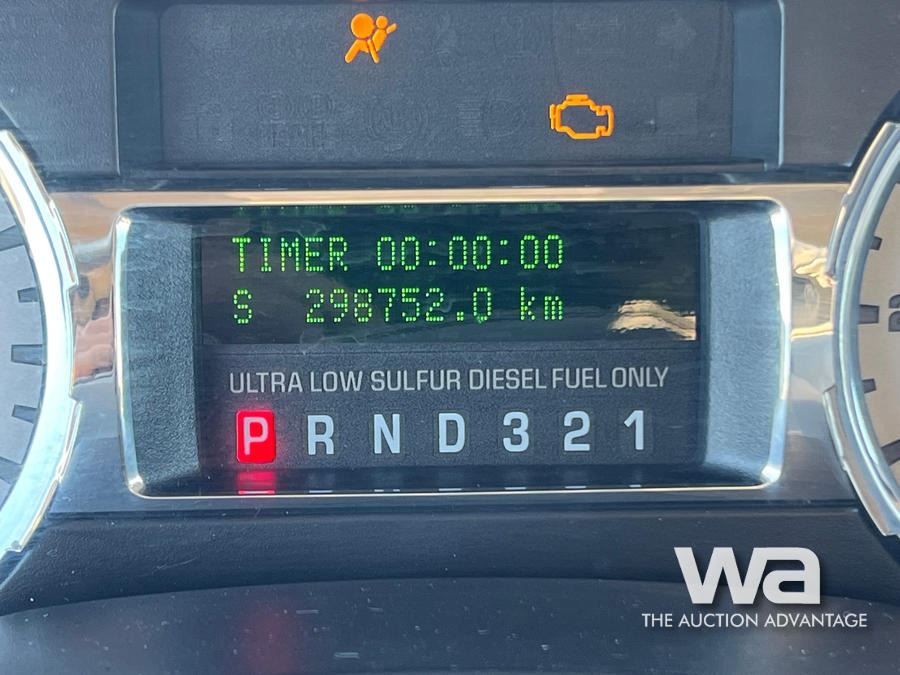 TIMER 00:00:00
S 298752.0 km
ULTRA LOW SULFUR DIESEL FUEL ONLY
P R N D 3 2 1
wa
THE AUCTION ADVANTAGE